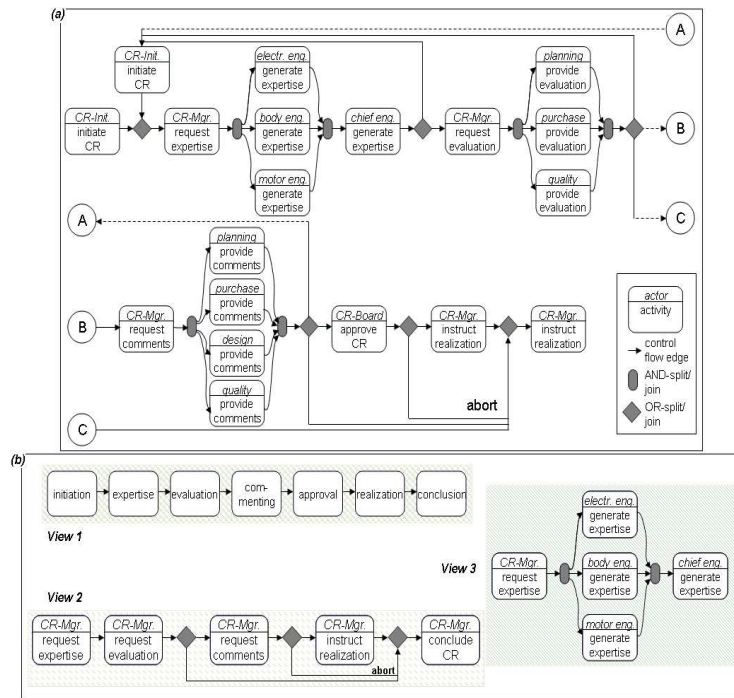 (a)
A
CR-Init.
initiate
CR
electr. eng.
generate
expertise
planning
provide
evaluation
CR-Init.
initiate
CR
CR-Mgr.
request
expertise
body eng.
generate
expertise
chief eng.
generate
expertise
CR-Mgr.
request
evaluation
purchase
provide
evaluation
B
motor eng.
generate
expertise
quality
provide
evaluation
A
C
planning
provide
comments
B
CR-Mgr.
request
comments
purchase
provide
comments
design
provide
comments
quality
provide
comments
CR-Board
approve
CR
CR-Mgr.
instruct
realization
CR-Mgr.
instruct
realization
abort
C
actor
activity
control
flow edge
AND-split/
join
OR-split/
join
(b)
initiation
expertise
evaluation
com-
menting
approval
realization
conclusion
View 1
View 3
electr. eng.
generate
expertise
CR-Mgr.
request
expertise
body eng.
generate
expertise
chief eng.
generate
expertise
motor eng.
generate
expertise
View 2
CR-Mgr.
request
expertise
CR-Mgr.
request
evaluation
CR-Mgr.
request
comments
CR-Mgr.
instruct
realization
CR-Mgr.
conclude
CR
abort